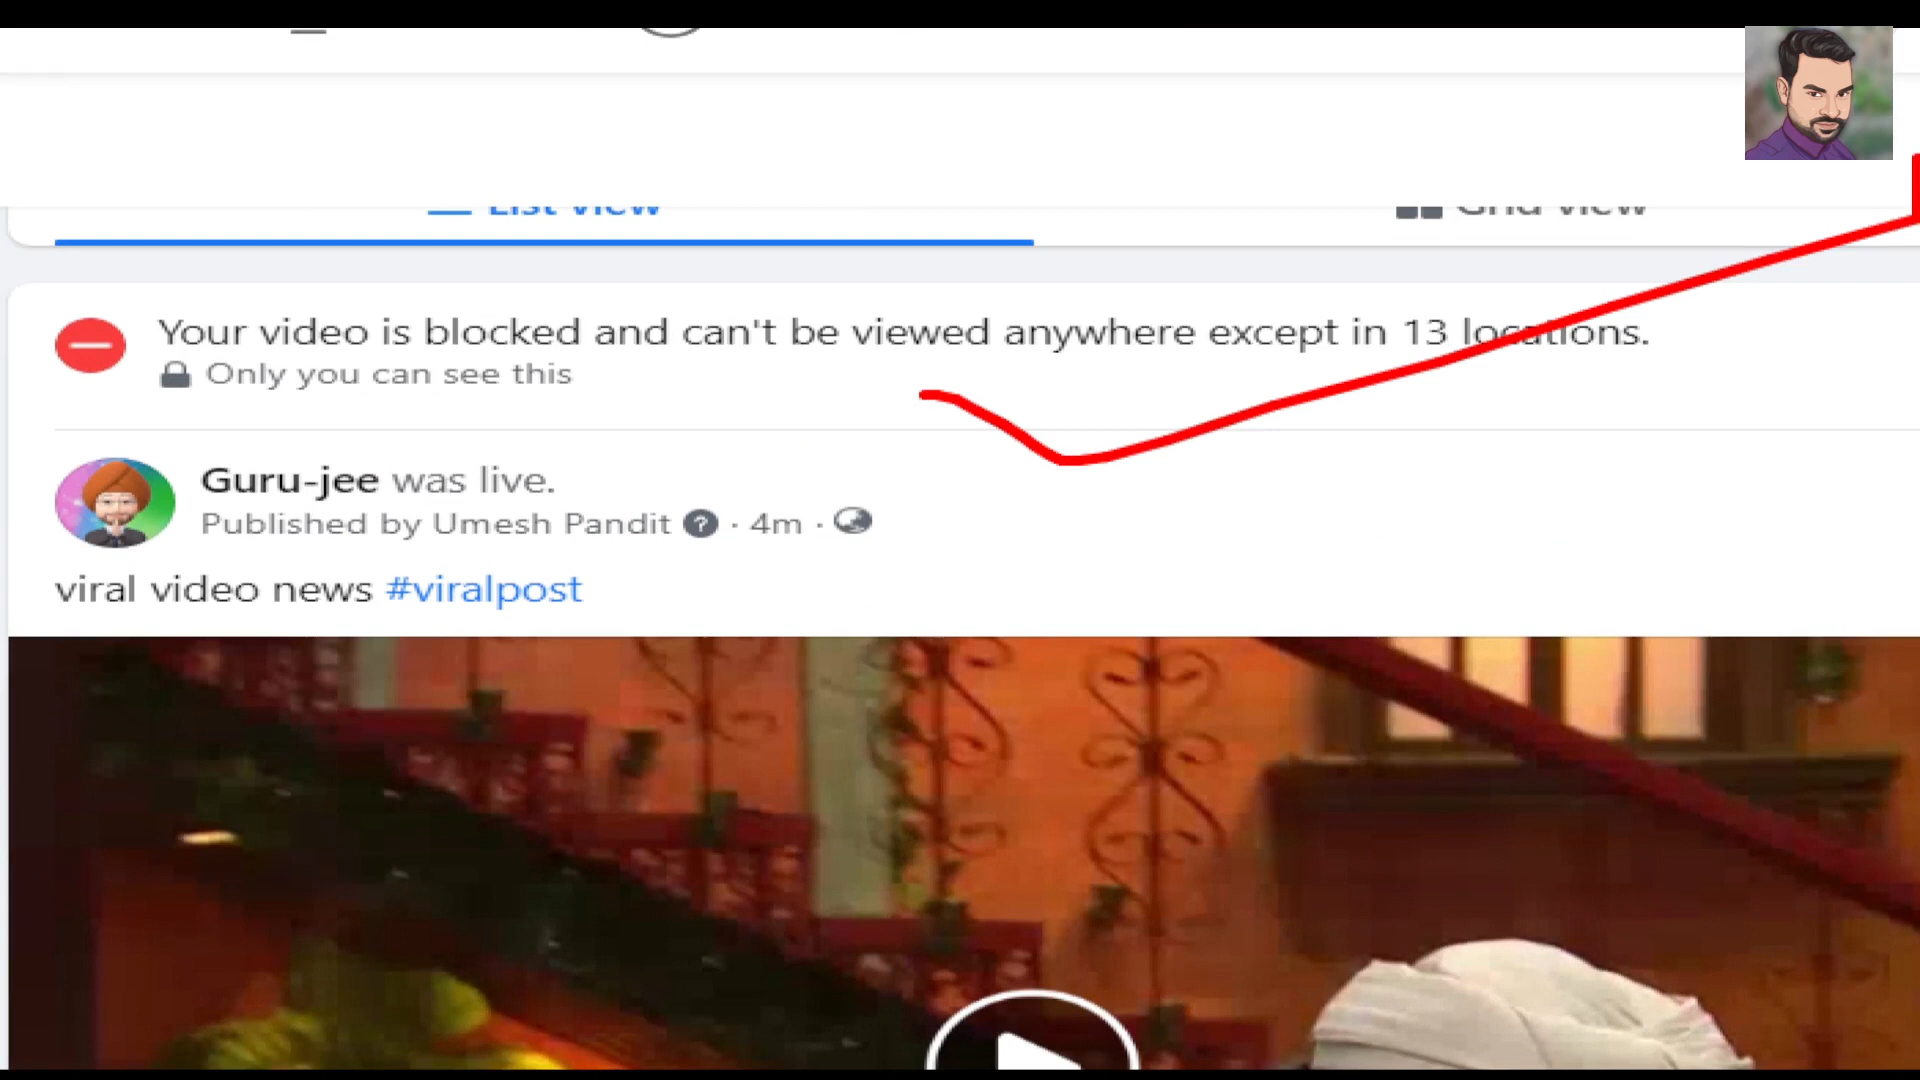 List view
Grid view
Your video is blocked and can't be viewed anywhere except in 13 locations.
Only you can see this
Guru-jee was live.
Published by Umesh Pandit ? · 4m ·
viral video news #viralpost